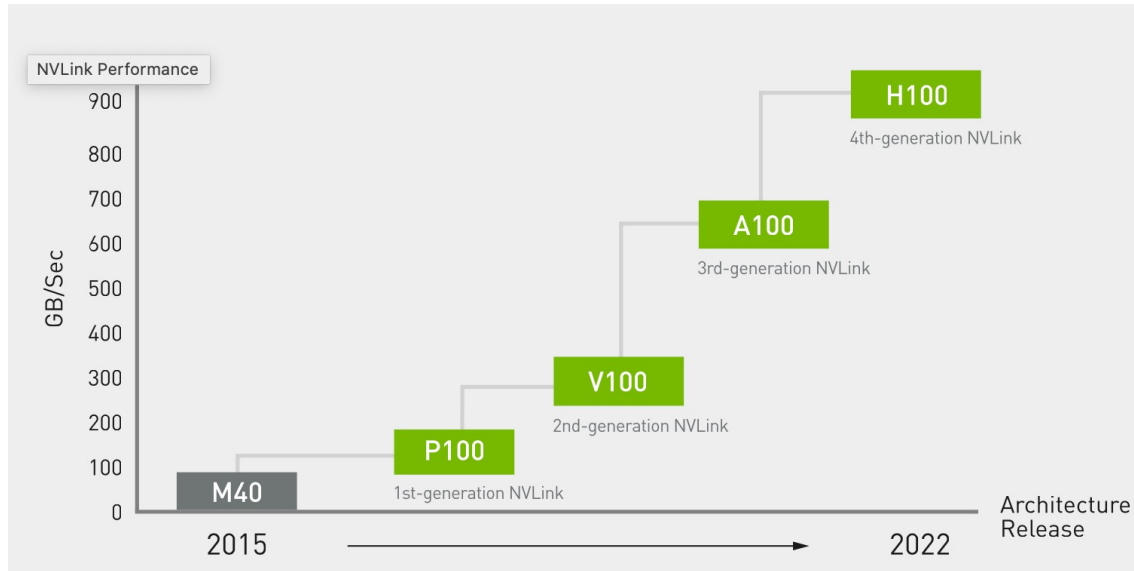 NVLink Performance
900
800
700
600
500
400
300
200
100
0
GB/Sec
H100
4th-generation NVLink
A100
3rd-generation NVLink
V100
2nd-generation NVLink
P100
1st-generation NVLink
M40
2015
2022
Architecture
Release